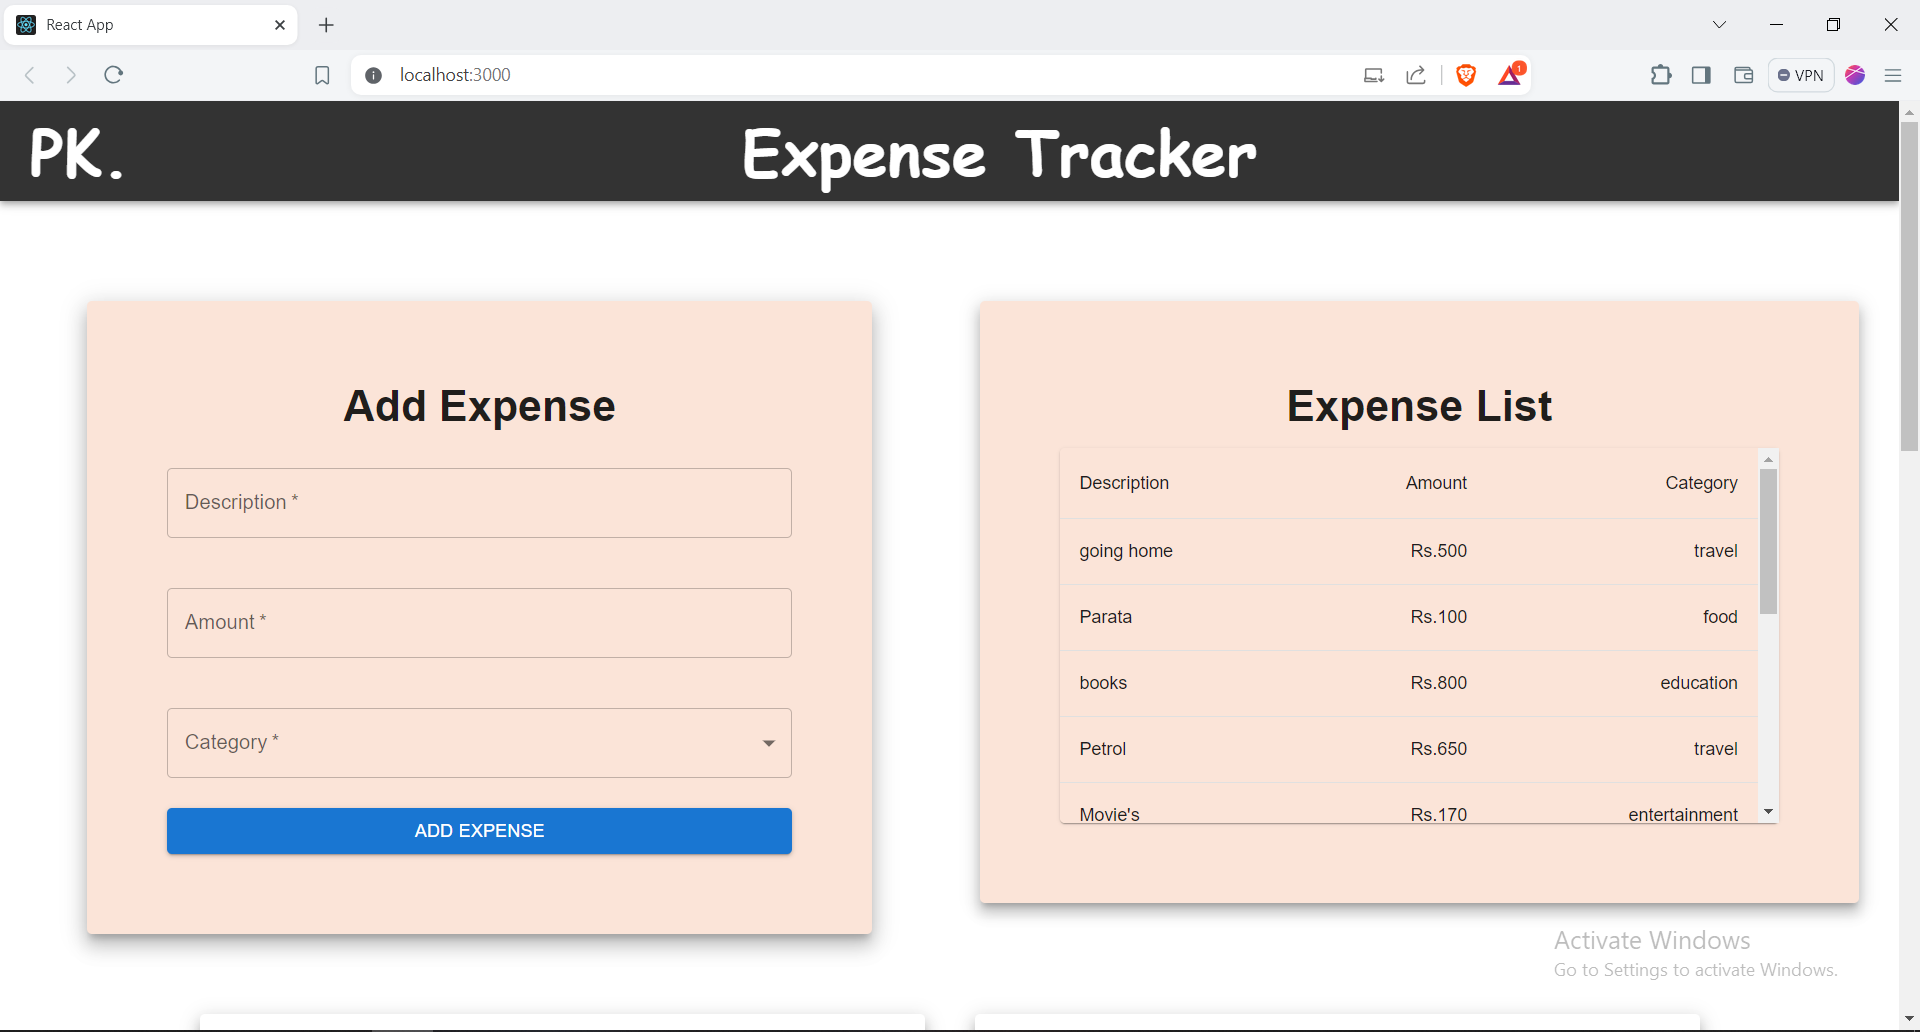 React App
localhost:3000
1
VPN
PK.
Expense Tracker
Add Expense
Description *
Amount *
Category *
ADD EXPENSE
Expense List
Description Amount Category
going home Rs.500 travel
Parata Rs.100 food
books Rs.800 education
Petrol Rs.650 travel
Movie's Rs.170 entertainment
Activate Windows
Go to Settings to activate Windows.